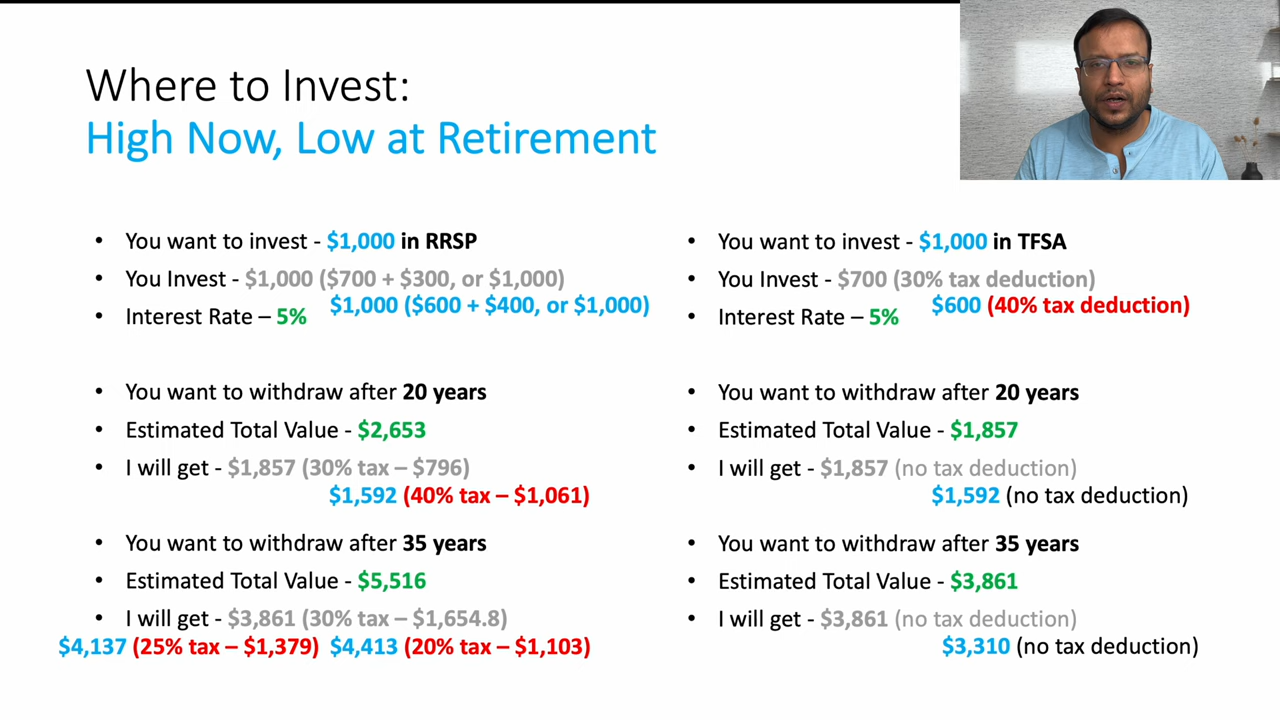 Where to Invest:
High Now, Low at Retirement
• You want to invest - $1,000 in RRSP
• You Invest - $1,000 ($700 + $300, or $1,000)
$1,000 ($600 + $400, or $1,000)
• Interest Rate – 5%
• You want to withdraw after 20 years
• Estimated Total Value - $2,653
• I will get - $1,857 (30% tax – $796)
$1,592 (40% tax – $1,061)
• You want to withdraw after 35 years
• Estimated Total Value - $5,516
• I will get - $3,861 (30% tax – $1,654.8)
$4,137 (25% tax – $1,379) $4,413 (20% tax – $1,103)
• You want to invest - $1,000 in TFSA
• You Invest - $700 (30% tax deduction)
$600 (40% tax deduction)
• Interest Rate – 5%
• You want to withdraw after 20 years
• Estimated Total Value - $1,857
• I will get - $1,857 (no tax deduction)
$1,592 (no tax deduction)
• You want to withdraw after 35 years
• Estimated Total Value - $3,861
• I will get - $3,861 (no tax deduction)
$3,310 (no tax deduction)